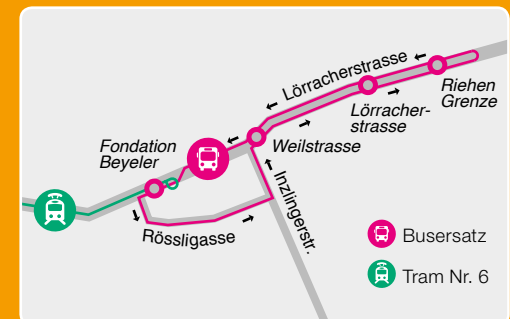 Lörracherstrasse
Riehen
Grenze
Lörracher-
strasse
Fondation
Beyeler
Weilstrasse
Inzlingerstr.
Rössligasse
Busersatz
Tram Nr. 6